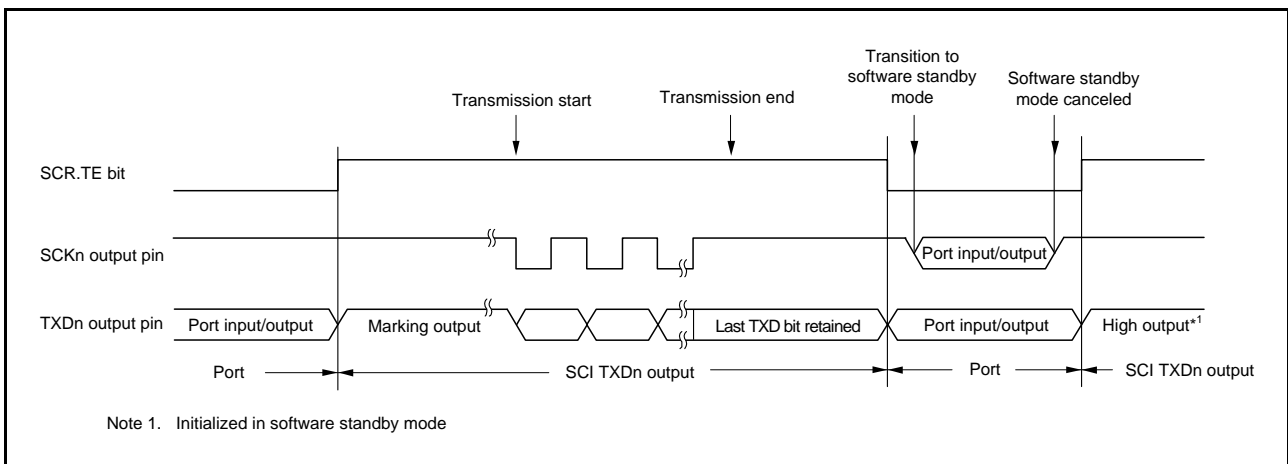 Transition to
software standby
mode
Software standby
mode canceled
Transmission start
Transmission end
SCR.TE bit
SCKn output pin
Port input/output
TXDn output pin
Port input/output
Marking output
Last TXD bit retained
Port input/output
High output*1
Port
SCI TXDn output
Port
SCI TXDn output
Note 1. Initialized in software standby mode